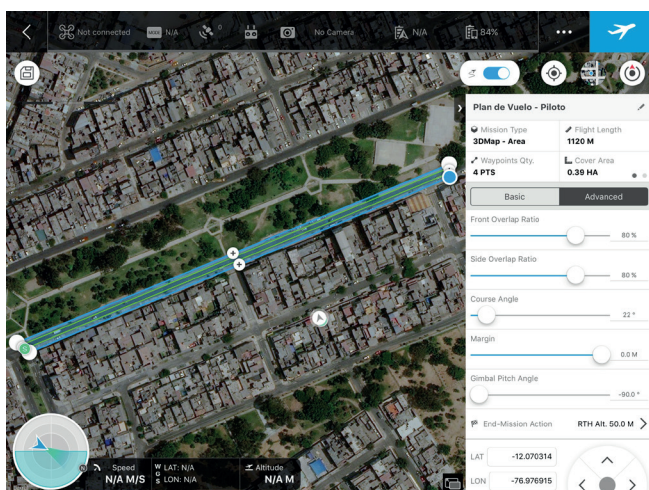 Not connected
MODE N/A
0
No Camera
N/A
84%
Plan de Vuelo - Piloto
Mission Type
3DMap - Area
Flight Length
1120 M
Waypoints Qty.
4 PTS
Cover Area
0.39 HA
Basic
Advanced
Front Overlap Ratio
80 %
Side Overlap Ratio
80 %
Course Angle
22 °
Margin
0.0 M
Gimbal Pitch Angle
-90.0 °
End-Mission Action
RTH Alt. 50.0 M
LAT
-12.070314
LON
-76.976915
N
Speed
N/A M/S
WGS
LAT: N/A
LON: N/A
Altitude
N/A M